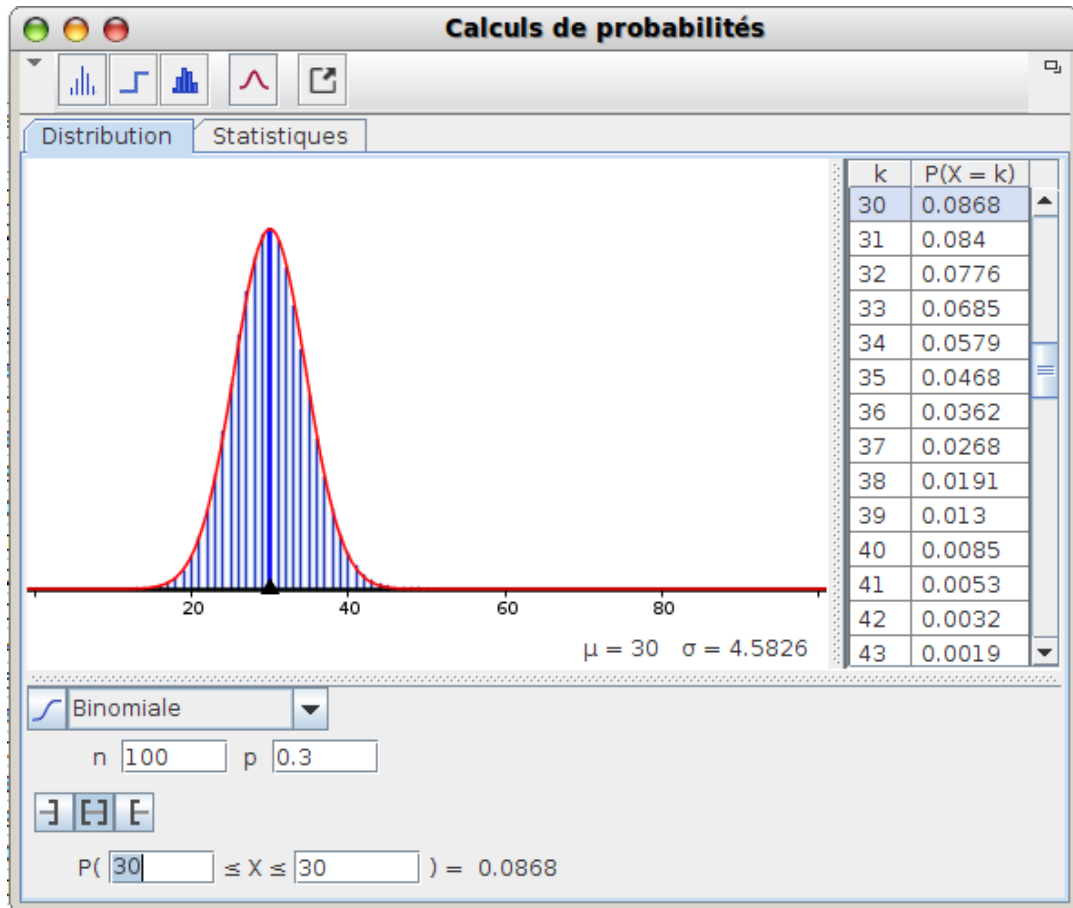 Calculs de probabilités
Distribution Statistiques
k P(X = k)
30 0.0868
31 0.084
32 0.0776
33 0.0685
34 0.0579
35 0.0468
36 0.0362
37 0.0268
38 0.0191
39 0.013
40 0.0085
41 0.0053
42 0.0032
43 0.0019
20 40 60 80
μ = 30 σ = 4.5826
Binomiale
n 100 p 0.3
P( 30 ≤ X ≤ 30 ) = 0.0868